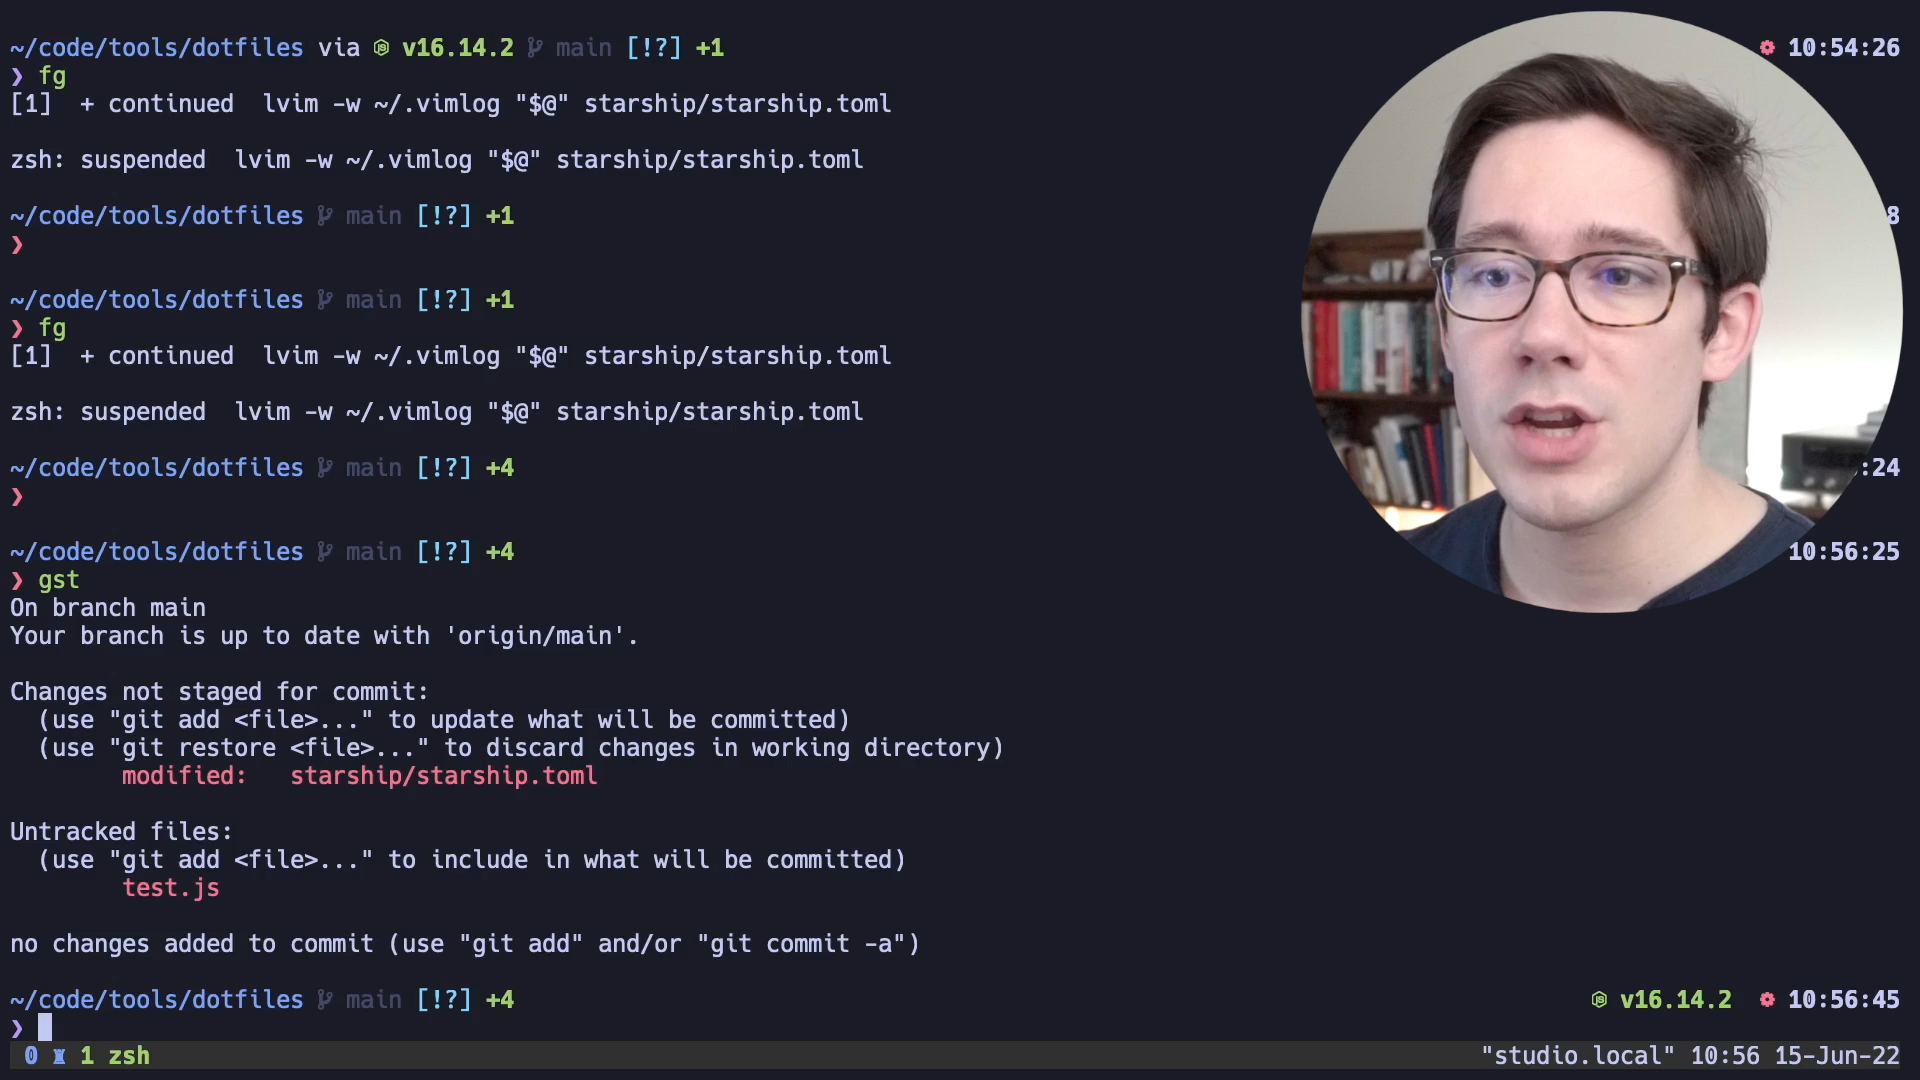 ~/code/tools/dotfiles via v16.14.2 main [!?] +1 10:54:26
❯ fg
[1]  + continued  lvim -w ~/.vimlog "$@" starship/starship.toml
zsh: suspended  lvim -w ~/.vimlog "$@" starship/starship.toml
~/code/tools/dotfiles main [!?] +1 8
❯
~/code/tools/dotfiles main [!?] +1
❯ fg
[1]  + continued  lvim -w ~/.vimlog "$@" starship/starship.toml
zsh: suspended  lvim -w ~/.vimlog "$@" starship/starship.toml
~/code/tools/dotfiles main [!?] +4 :24
❯
~/code/tools/dotfiles main [!?] +4 10:56:25
❯ gst
On branch main
Your branch is up to date with 'origin/main'.
Changes not staged for commit:
(use "git add <file>..." to update what will be committed)
(use "git restore <file>..." to discard changes in working directory)
modified:   starship/starship.toml
Untracked files:
(use "git add <file>..." to include in what will be committed)
test.js
no changes added to commit (use "git add" and/or "git commit -a")
~/code/tools/dotfiles main [!?] +4 v16.14.2 10:56:45
❯
0 1 zsh "studio.local" 10:56 15-Jun-22